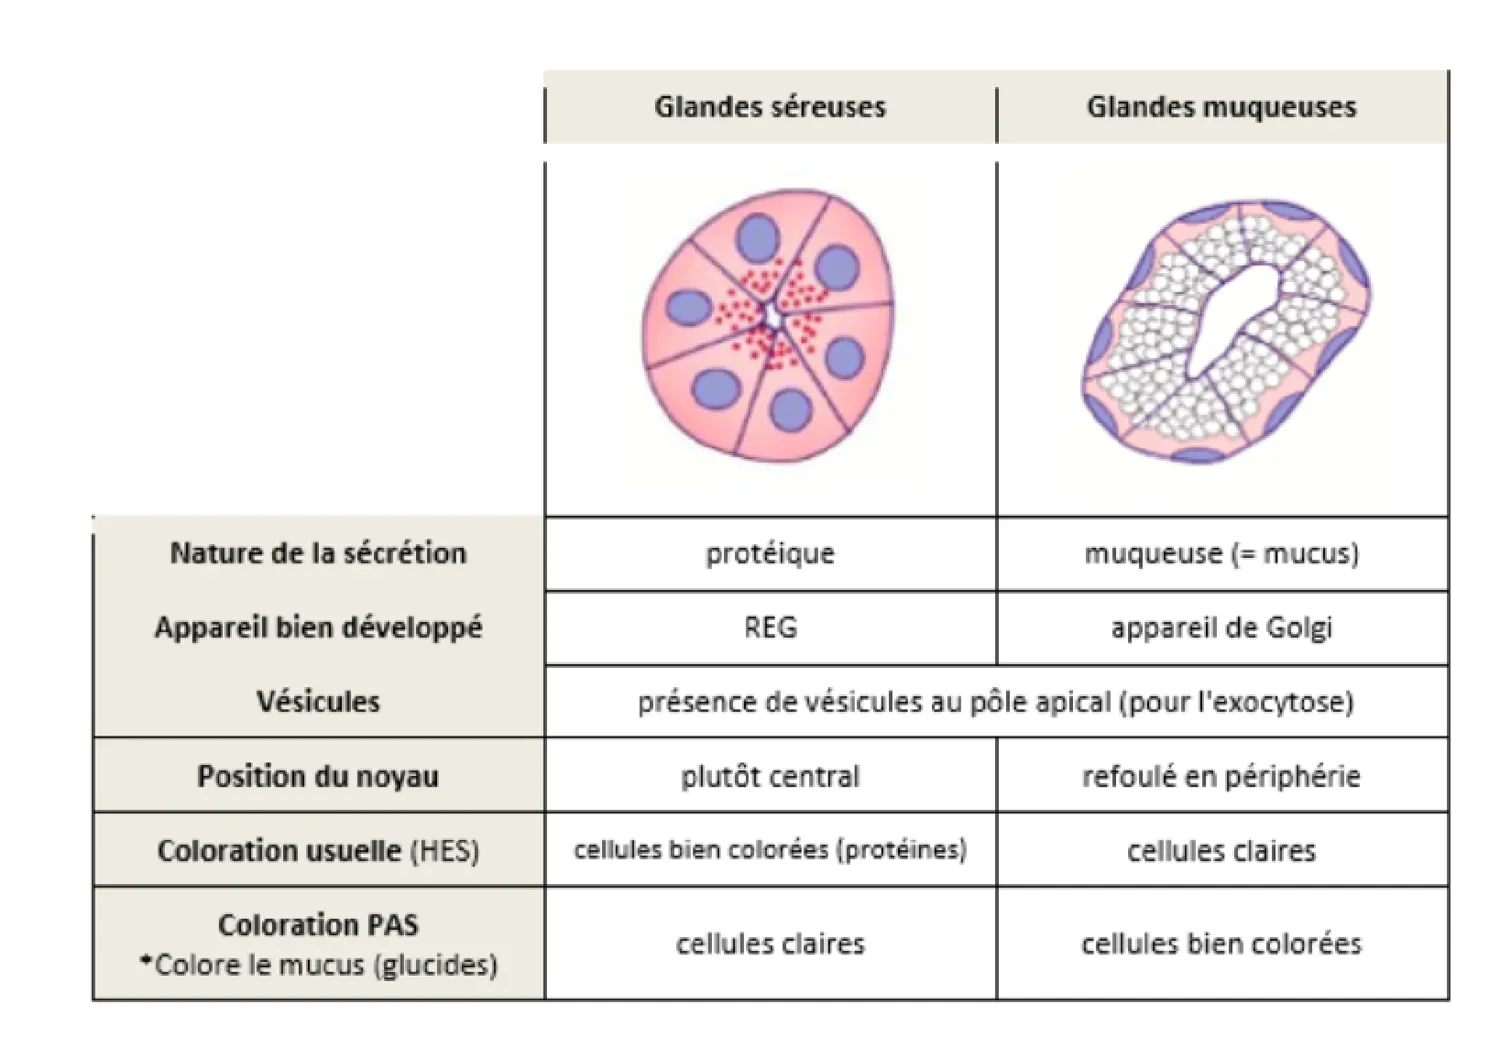 Glandes séreuses
Glandes muqueuses
Nature de la sécrétion
protéique
muqueuse (= mucus)
Appareil bien développé
REG
appareil de Golgi
Vésicules
présence de vésicules au pôle apical (pour l'exocytose)
Position du noyau
plutôt central
refoulé en périphérie
Coloration usuelle (HES)
cellules bien colorées (protéines)
cellules claires
Coloration PAS
*Colore le mucus (glucides)
cellules claires
cellules bien colorées